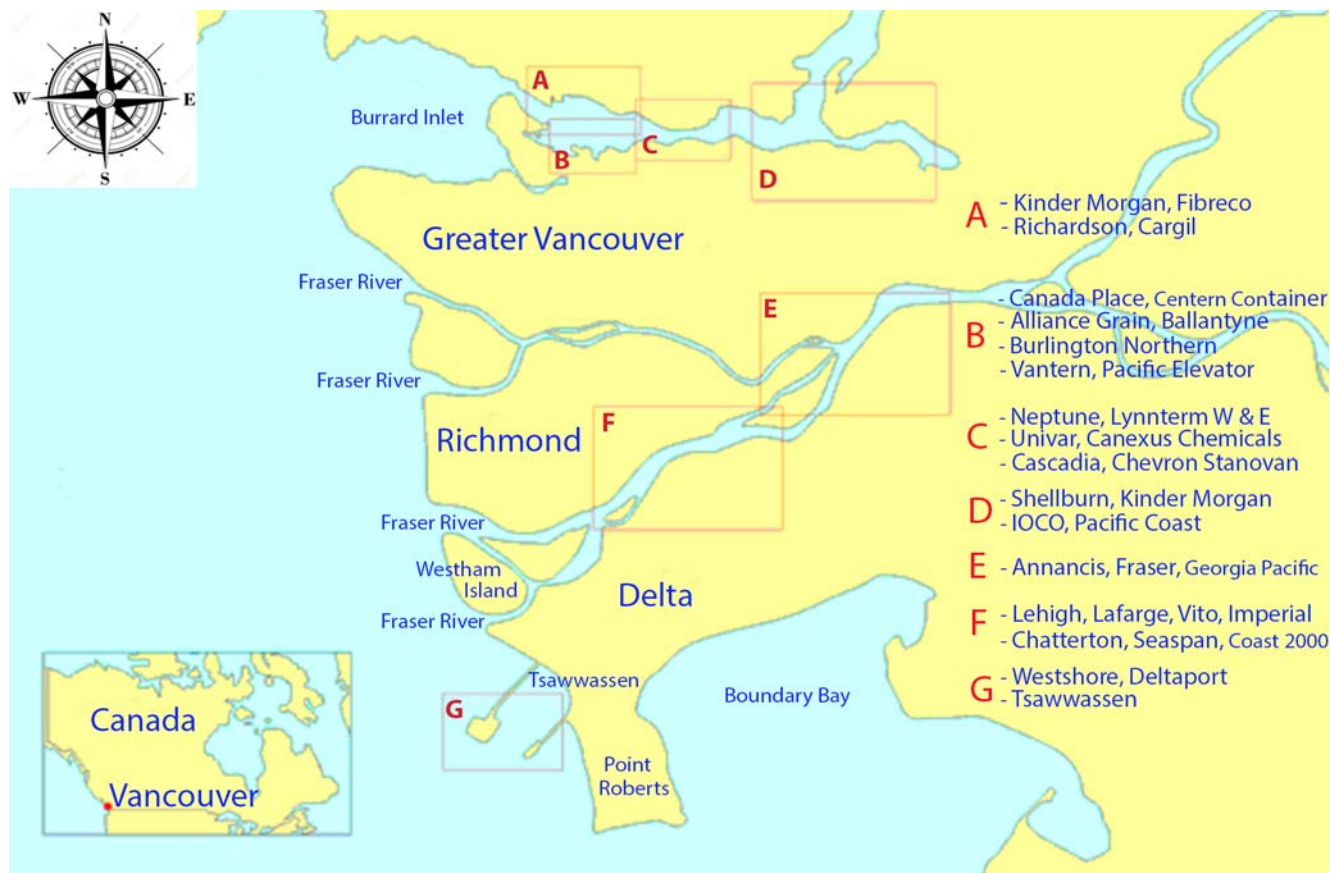 N
W
E
S
A
Burrard Inlet
C
B
D
A
- Kinder Morgan, Fibreco
- Richardson, Cargil
Greater Vancouver
Fraser River
E
B
- Canada Place, Centern Container
- Alliance Grain, Ballantyne
- Burlington Northern
- Vantern, Pacific Elevator
Fraser River
F
Richmond
C
- Neptune, Lynnterm W & E
- Univar, Canexus Chemicals
- Cascadia, Chevron Stanovan
Fraser River
D
- Shellburn, Kinder Morgan
- IOCO, Pacific Coast
Westham
Island
Delta
E
- Annancis, Fraser, Georgia Pacific
Fraser River
F
- Lehigh, Lafarge, Vito, Imperial
- Chatterton, Seaspan, Coast 2000
Tsawwassen
G
Boundary Bay
G
- Westshore, Deltaport
- Tsawwassen
Canada
Vancouver
Point
Roberts